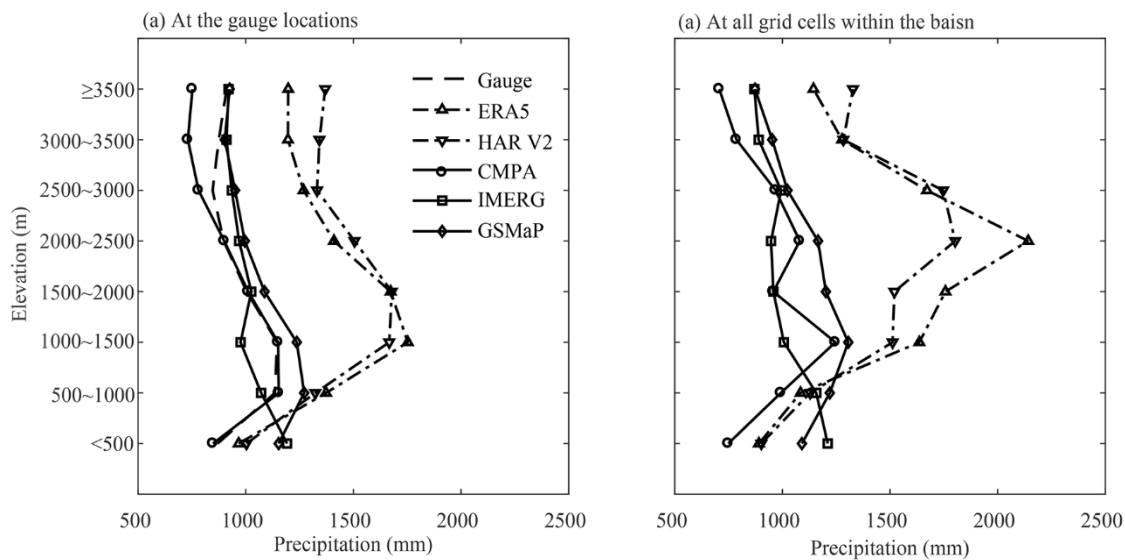 (a) At the gauge locations
(a) At all grid cells within the baisn
≥3500
3000~3500
2500~3000
2000~2500
1500~2000
1000~1500
500~1000
<500
Elevation (m)
Gauge
ERA5
HAR V2
CMPA
IMERG
GSMaP
500 1000 1500 2000 2500
500 1000 1500 2000 2500
Precipitation (mm)
Precipitation (mm)